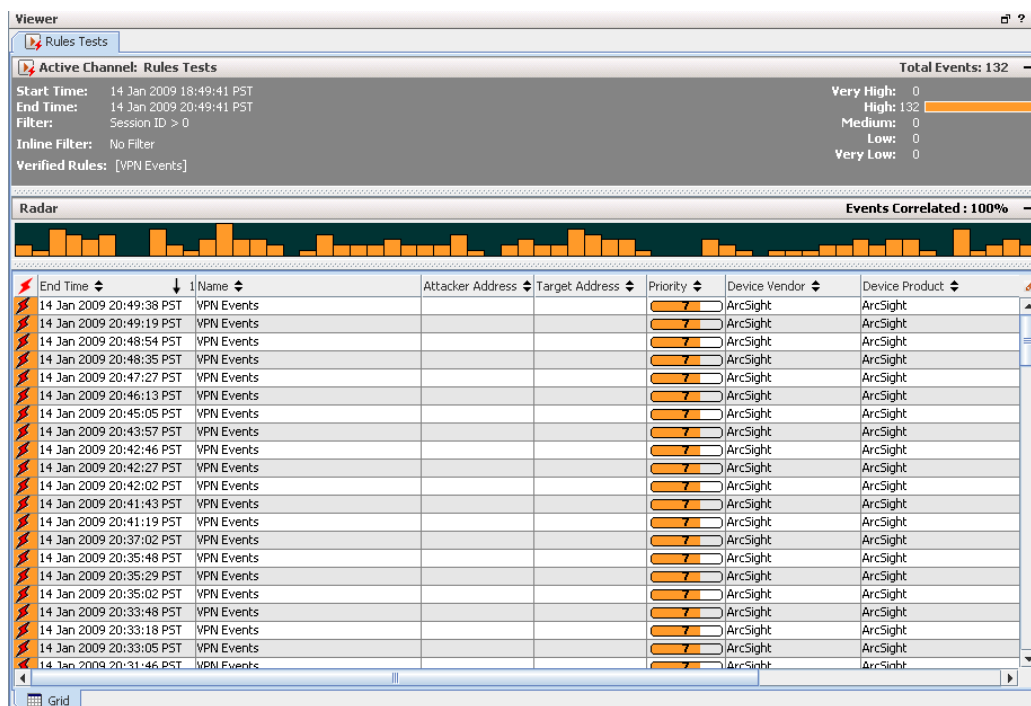 Viewer
Rules Tests
Active Channel: Rules Tests Total Events: 132
Start Time: 14 Jan 2009 18:49:41 PST Very High: 0
End Time: 14 Jan 2009 20:49:41 PST High: 132
Filter: Session ID > 0 Medium: 0
Inline Filter: No Filter Low: 0
Verified Rules: [VPN Events] Very Low: 0
Radar Events Correlated : 100%
End Time 1 Name Attacker Address Target Address Priority Device Vendor Device Product
14 Jan 2009 20:49:38 PST VPN Events 7 ArcSight ArcSight
14 Jan 2009 20:49:19 PST VPN Events 7 ArcSight ArcSight
14 Jan 2009 20:48:54 PST VPN Events 7 ArcSight ArcSight
14 Jan 2009 20:48:35 PST VPN Events 7 ArcSight ArcSight
14 Jan 2009 20:47:27 PST VPN Events 7 ArcSight ArcSight
14 Jan 2009 20:46:13 PST VPN Events 7 ArcSight ArcSight
14 Jan 2009 20:45:05 PST VPN Events 7 ArcSight ArcSight
14 Jan 2009 20:43:57 PST VPN Events 7 ArcSight ArcSight
14 Jan 2009 20:42:46 PST VPN Events 7 ArcSight ArcSight
14 Jan 2009 20:42:27 PST VPN Events 7 ArcSight ArcSight
14 Jan 2009 20:42:02 PST VPN Events 7 ArcSight ArcSight
14 Jan 2009 20:41:43 PST VPN Events 7 ArcSight ArcSight
14 Jan 2009 20:41:19 PST VPN Events 7 ArcSight ArcSight
14 Jan 2009 20:37:02 PST VPN Events 7 ArcSight ArcSight
14 Jan 2009 20:35:48 PST VPN Events 7 ArcSight ArcSight
14 Jan 2009 20:35:29 PST VPN Events 7 ArcSight ArcSight
14 Jan 2009 20:35:02 PST VPN Events 7 ArcSight ArcSight
14 Jan 2009 20:33:48 PST VPN Events 7 ArcSight ArcSight
14 Jan 2009 20:33:18 PST VPN Events 7 ArcSight ArcSight
14 Jan 2009 20:33:05 PST VPN Events 7 ArcSight ArcSight
14 Jan 2009 20:31:46 PST VPN Events 7 ArcSight ArcSight
Grid